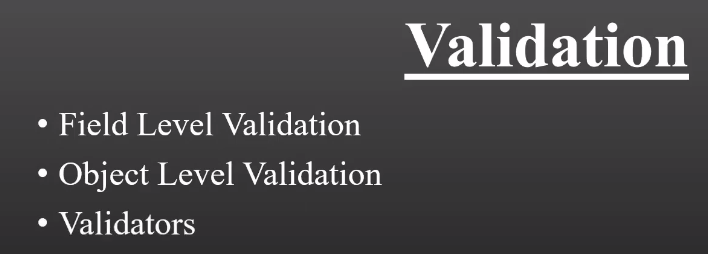 Validation
• Field Level Validation
• Object Level Validation
• Validators